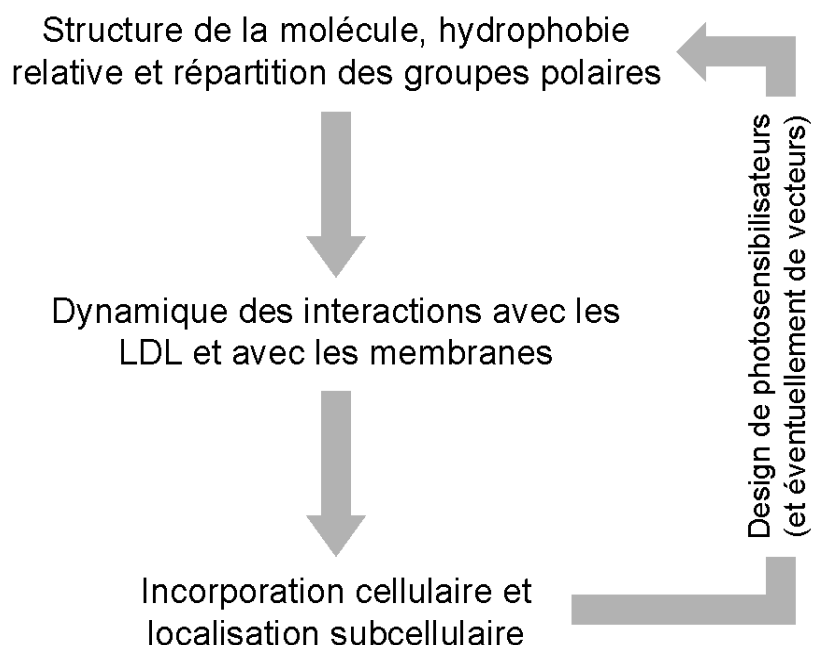 Structure de la molécule, hydrophobie
relative et répartition des groupes polaires
Dynamique des interactions avec les
LDL et avec les membranes
Incorporation cellulaire et
localisation subcellulaire
Design de photosensibilisateurs
(et éventuellement de vecteurs)